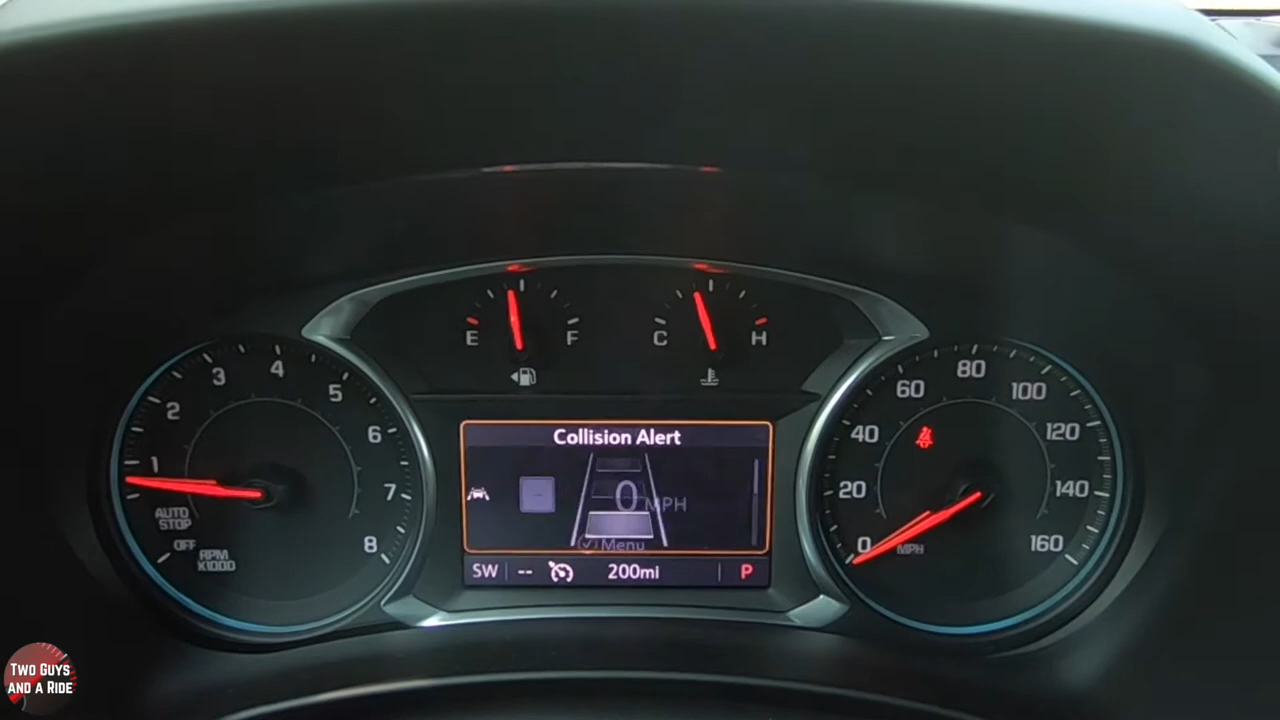 E F
C H
1
2
3
4
5
6
7
8
AUTO
STOP
OFF
RPM
X1000
Collision Alert
0 MPH
Menu
SW -- 200mi P
0
20
40
60
80
100
120
140
160
MPH
TWO GUYS
AND A RIDE